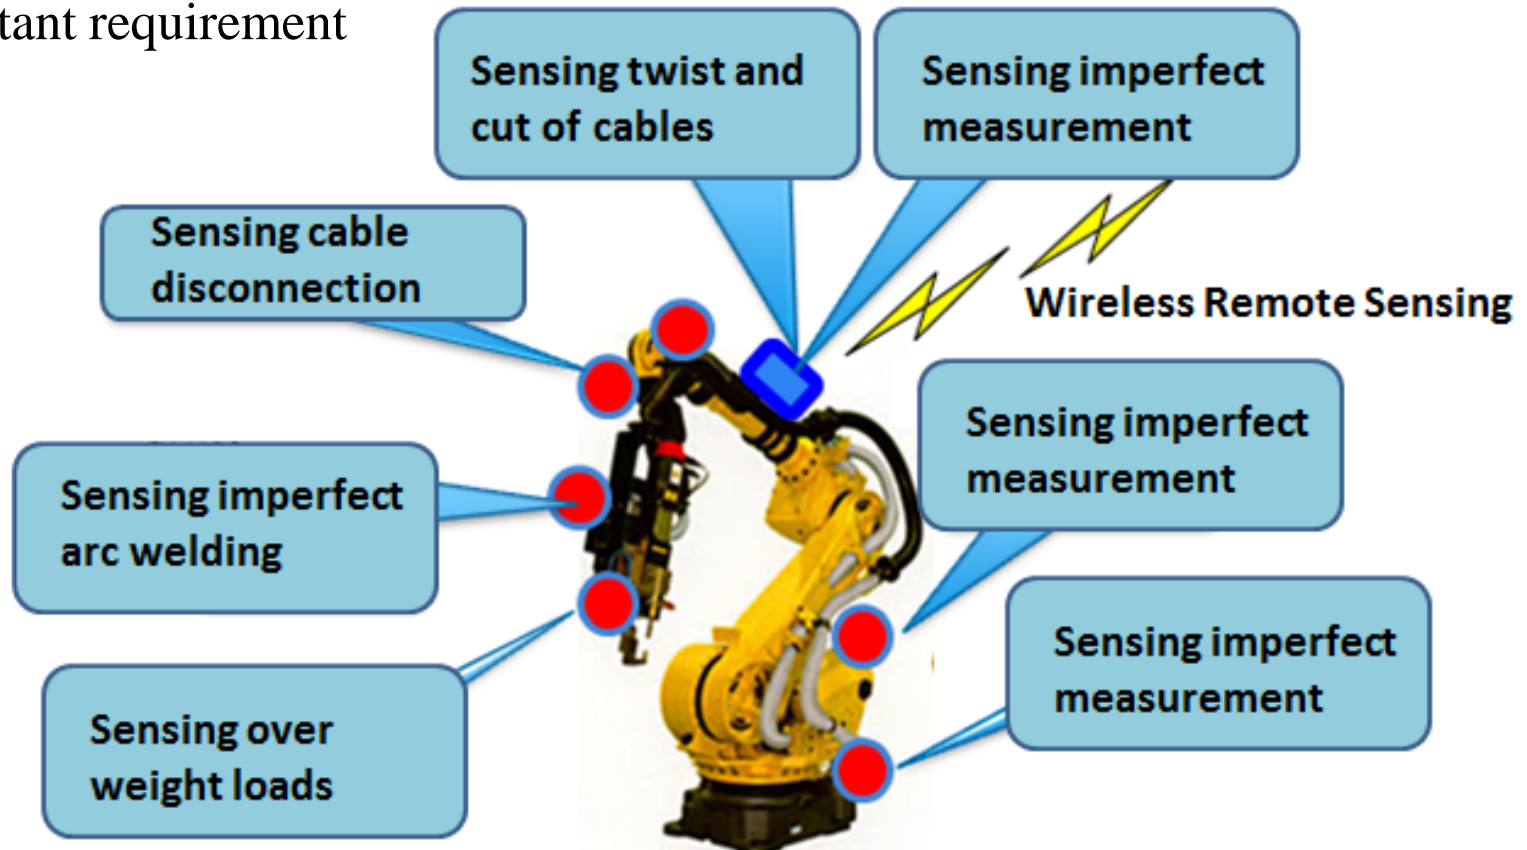 tant requirement
Sensing twist and
cut of cables
Sensing imperfect
measurement
Sensing cable
disconnection
Wireless Remote Sensing
Sensing imperfect
measurement
Sensing imperfect
arc welding
Sensing imperfect
measurement
Sensing over
weight loads